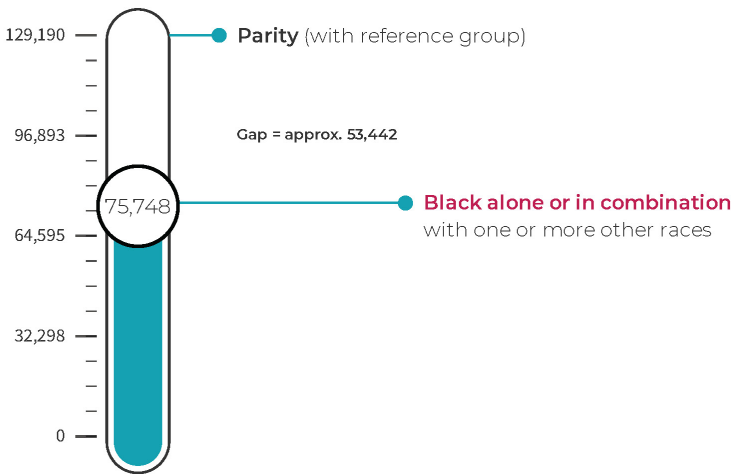 129,190
Parity (with reference group)
96,893
Gap = approx. 53,442
75,748
Black alone or in combination
with one or more other races
64,595
32,298
0